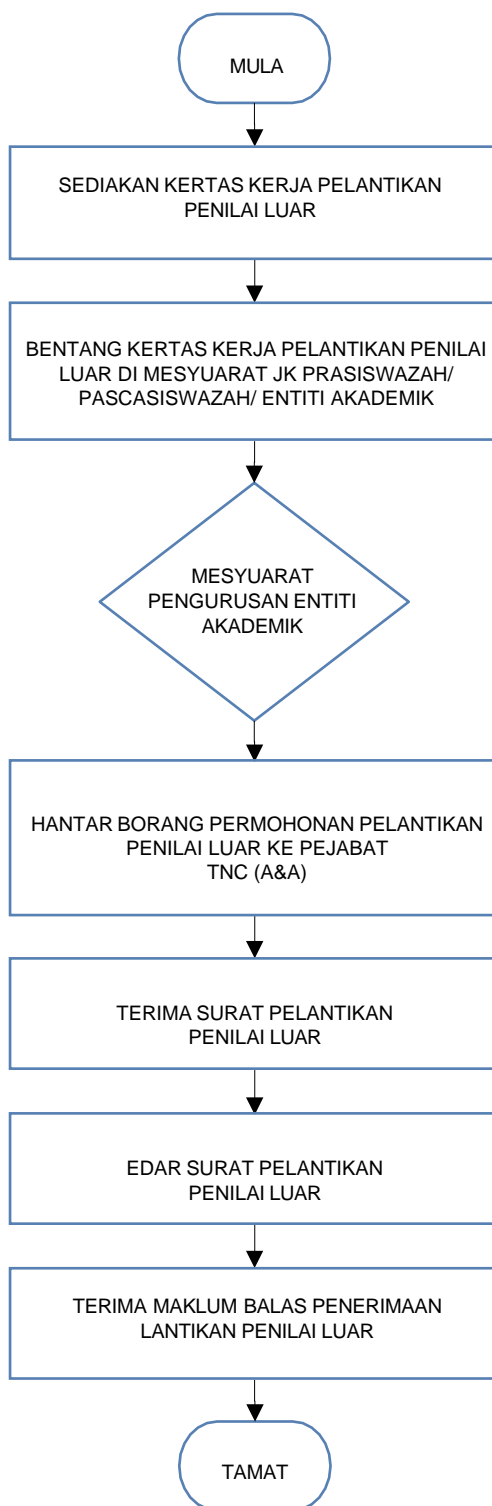 MULA
SEDIAKAN KERTAS KERJA PELANTIKAN
PENILAI LUAR
BENTANG KERTAS KERJA PELANTIKAN PENILAI
LUAR DI MESYUARAT JK PRASISWAZAH/
PASCASISWAZAH/ ENTITI AKADEMIK
MESYUARAT
PENGURUSAN ENTITI
AKADEMIK
HANTAR BORANG PERMOHONAN PELANTIKAN
PENILAI LUAR KE PEJABAT
TNC (A&A)
TERIMA SURAT PELANTIKAN
PENILAI LUAR
EDAR SURAT PELANTIKAN
PENILAI LUAR
TERIMA MAKLUM BALAS PENERIMAAN
LANTIKAN PENILAI LUAR
TAMAT